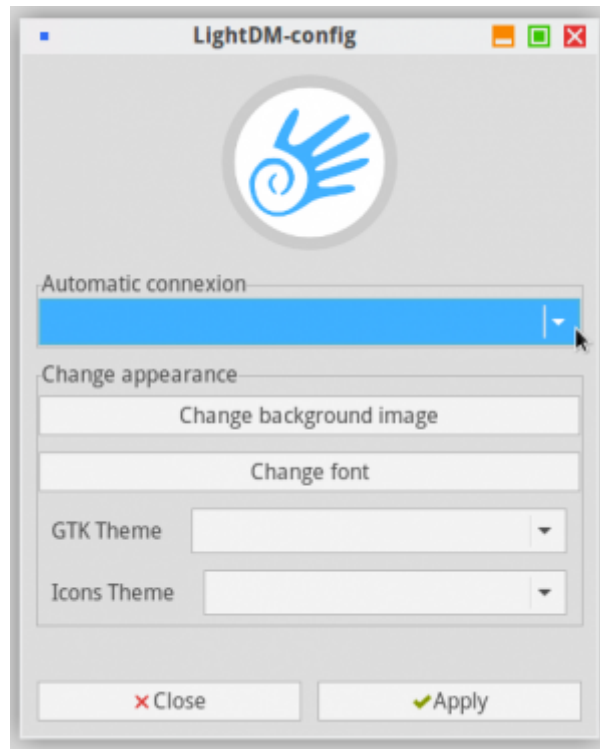 LightDM-config
Automatic connexion
Change appearance
Change background image
Change font
GTK Theme
Icons Theme
Close
Apply